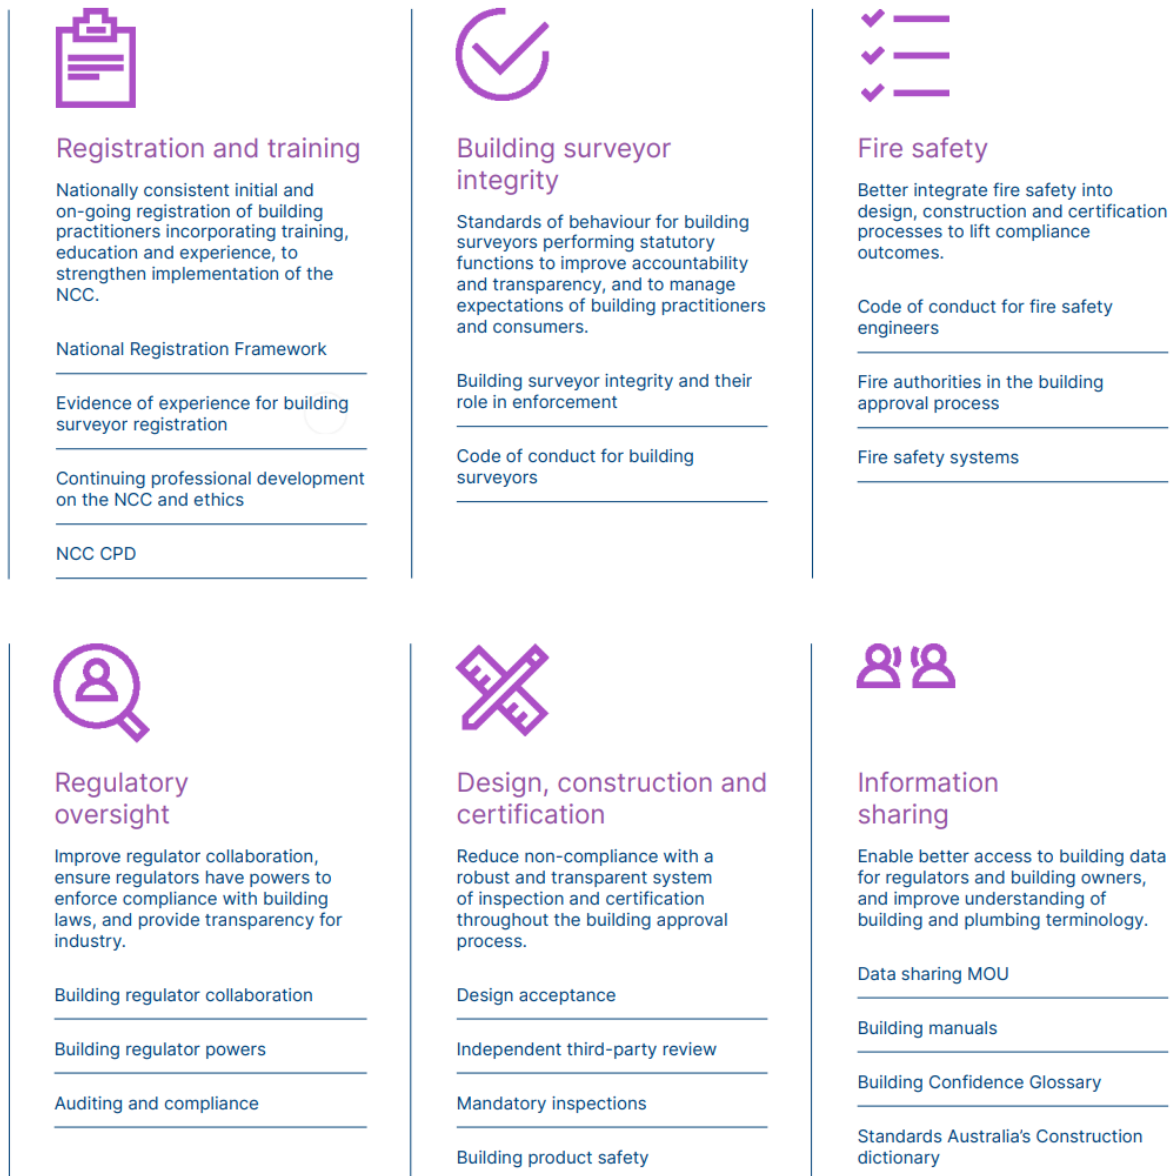 Registration and training
Nationally consistent initial and
on-going registration of building
practitioners incorporating training,
education and experience, to
strengthen implementation of the
NCC.
National Registration Framework
Evidence of experience for building
surveyor registration
Continuing professional development
on the NCC and ethics
NCC CPD
Building surveyor
integrity
Standards of behaviour for building
surveyors performing statutory
functions to improve accountability
and transparency, and to manage
expectations of building practitioners
and consumers.
Building surveyor integrity and their
role in enforcement
Code of conduct for building
surveyors
Fire safety
Better integrate fire safety into
design, construction and certification
processes to lift compliance
outcomes.
Code of conduct for fire safety
engineers
Fire authorities in the building
approval process
Fire safety systems
Regulatory
oversight
Improve regulator collaboration,
ensure regulators have powers to
enforce compliance with building
laws, and provide transparency for
industry.
Building regulator collaboration
Building regulator powers
Auditing and compliance
Design, construction and
certification
Reduce non-compliance with a
robust and transparent system
of inspection and certification
throughout the building approval
process.
Design acceptance
Independent third-party review
Mandatory inspections
Building product safety
Information
sharing
Enable better access to building data
for regulators and building owners,
and improve understanding of
building and plumbing terminology.
Data sharing MOU
Building manuals
Building Confidence Glossary
Standards Australia's Construction
dictionary